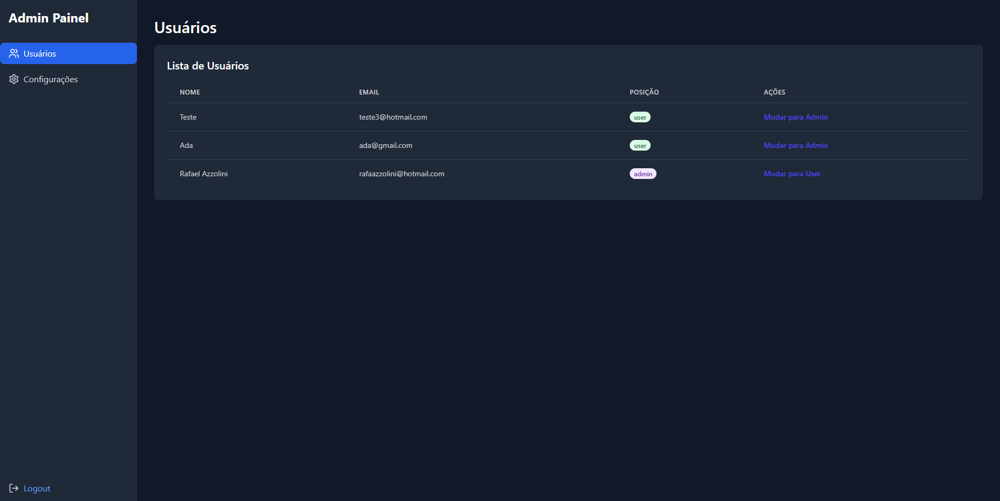 Admin Painel
Usuários
Configurações
Logout
Usuários
Lista de Usuários
NOME EMAIL POSIÇÃO AÇÕES
Teste teste3@hotmail.com user Mudar para Admin
Ada ada@gmail.com user Mudar para Admin
Rafael Azzolini rafaazzolini@hotmail.com admin Mudar para User